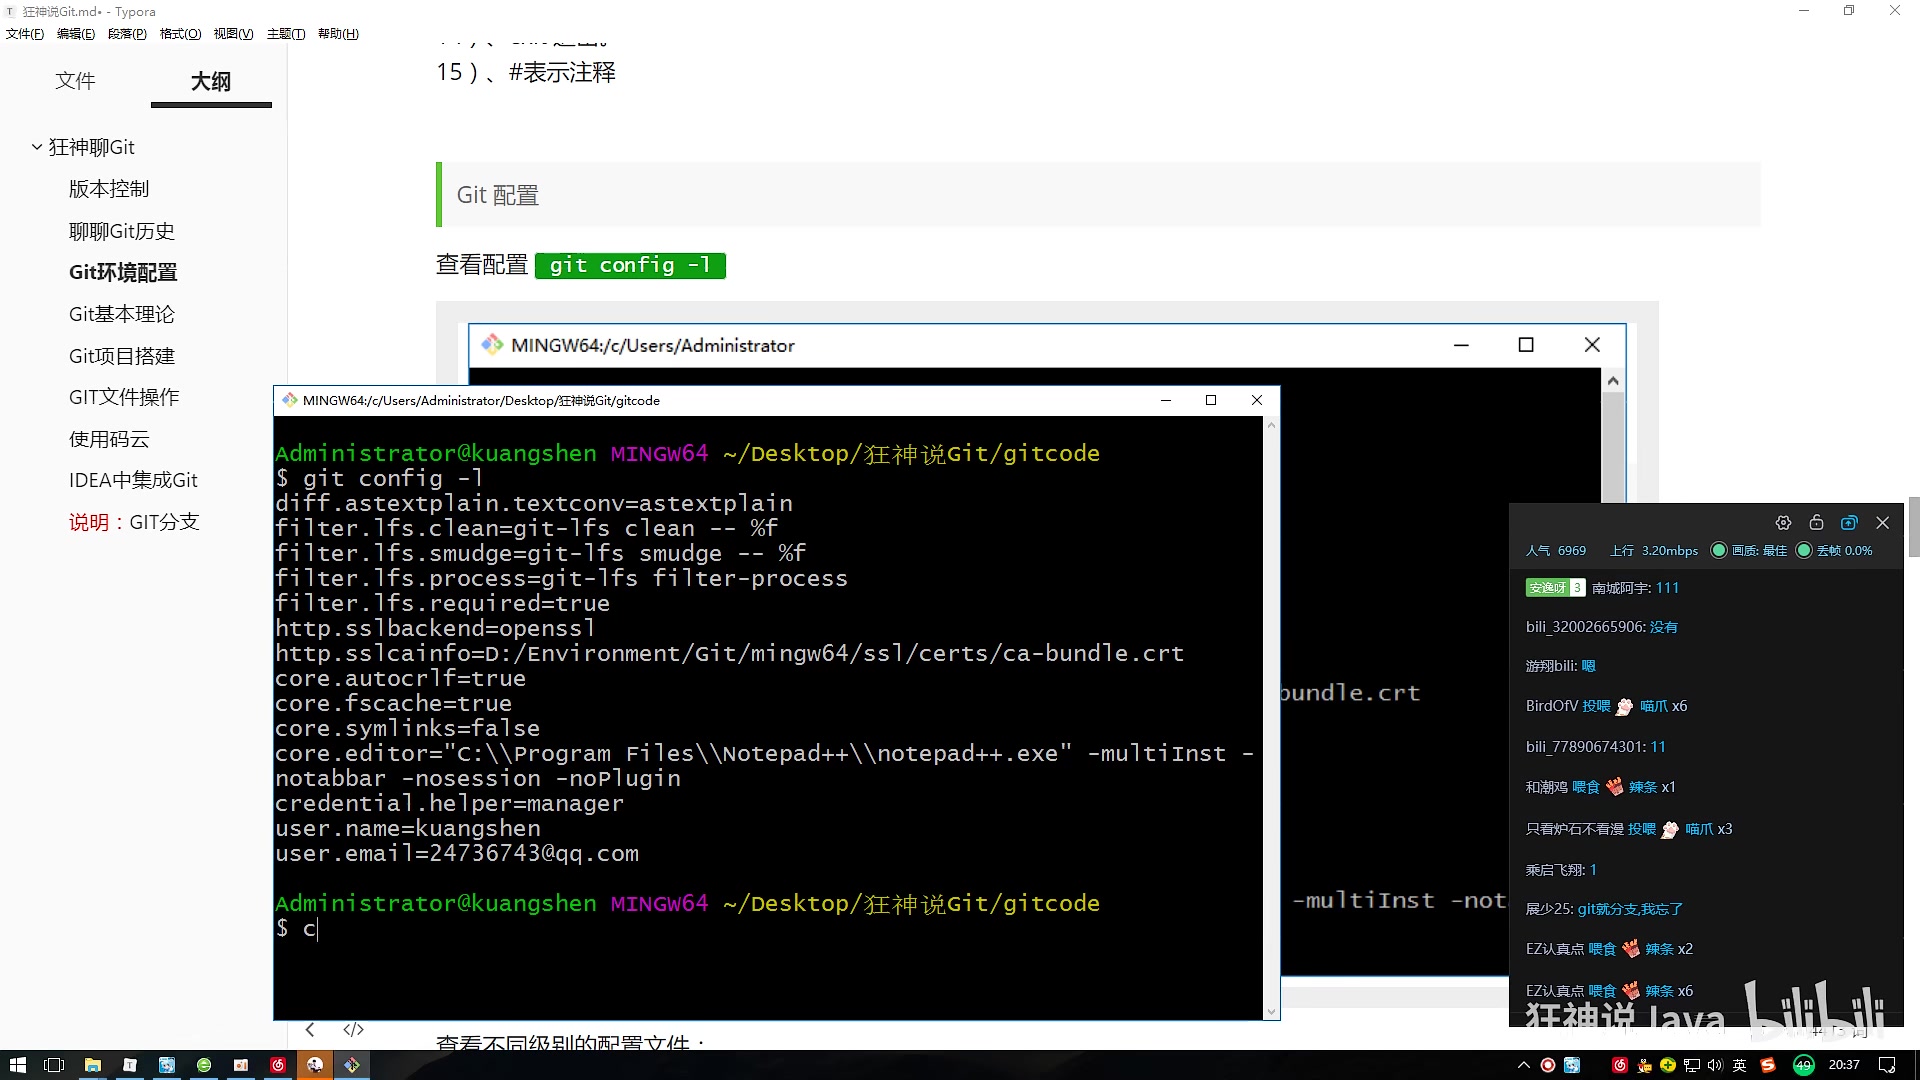 狂神说Git.md• - Typora
文件(F) 编辑(E) 段落(P) 格式(O) 视图(V) 主题(T) 帮助(H)
文件
大纲
狂神聊Git
版本控制
聊聊Git历史
Git环境配置
Git基本理论
Git项目搭建
GIT文件操作
使用码云
IDEA中集成Git
说明：GIT分支
15）、#表示注释
Git 配置
查看配置 git config -l
MINGW64:/c/Users/Administrator
MINGW64:/c/Users/Administrator/Desktop/狂神说Git/gitcode
Administrator@kuangshen MINGW64 ~/Desktop/狂神说Git/gitcode
$ git config -l
diff.astextplain.textconv=astextplain
filter.lfs.clean=git-lfs clean -- %f
filter.lfs.smudge=git-lfs smudge -- %f
filter.lfs.process=git-lfs filter-process
filter.lfs.required=true
http.sslbackend=openssl
http.sslcainfo=D:/Environment/Git/mingw64/ssl/certs/ca-bundle.crt
core.autocrlf=true
core.fscache=true
core.symlinks=false
core.editor="C:\\Program Files\\Notepad++\\notepad++.exe" -multiInst -
notabbar -nosession -noPlugin
credential.helper=manager
user.name=kuangshen
user.email=24736743@qq.com
Administrator@kuangshen MINGW64 ~/Desktop/狂神说Git/gitcode
$ c
bundle.crt
-multiInst -not
查看不同级别的配置文件：
人气 6969 上行 3.20mbps 画质: 最佳 丢帧 0.0%
安逸呀 3 南城阿宇: 111
bili_32002665906: 没有
游翔bili: 嗯
BirdOfV 投喂 喵爪 x6
bili_77890674301: 11
和潮鸡 喂食 辣条 x1
只看炉石不看漫 投喂 喵爪 x3
乘启飞翔: 1
展少25: git就分支,我忘了
EZ认真点 喂食 辣条 x2
EZ认真点 喂食 辣条 x6
狂神说Java bilibili
英 49 20:37